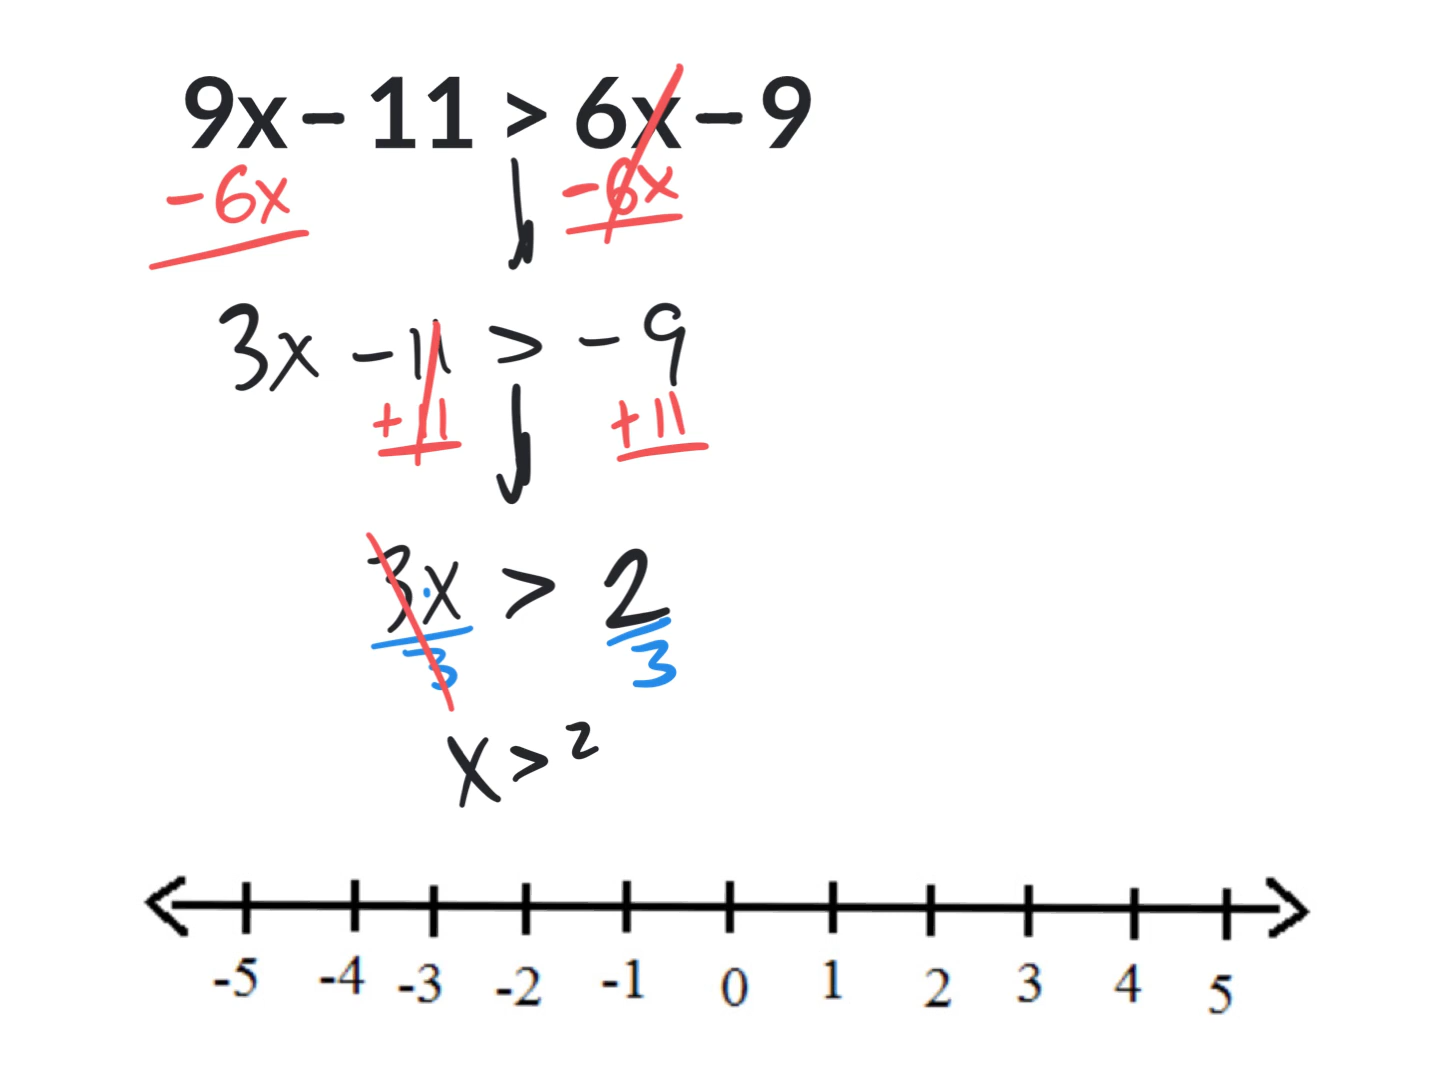 9x - 11 > 6x - 9
-6x -6x
3x - 11 > - 9
+ 11 + 11
3·x > 2
3 3
x > 2
-5 -4 -3 -2 -1 0 1 2 3 4 5